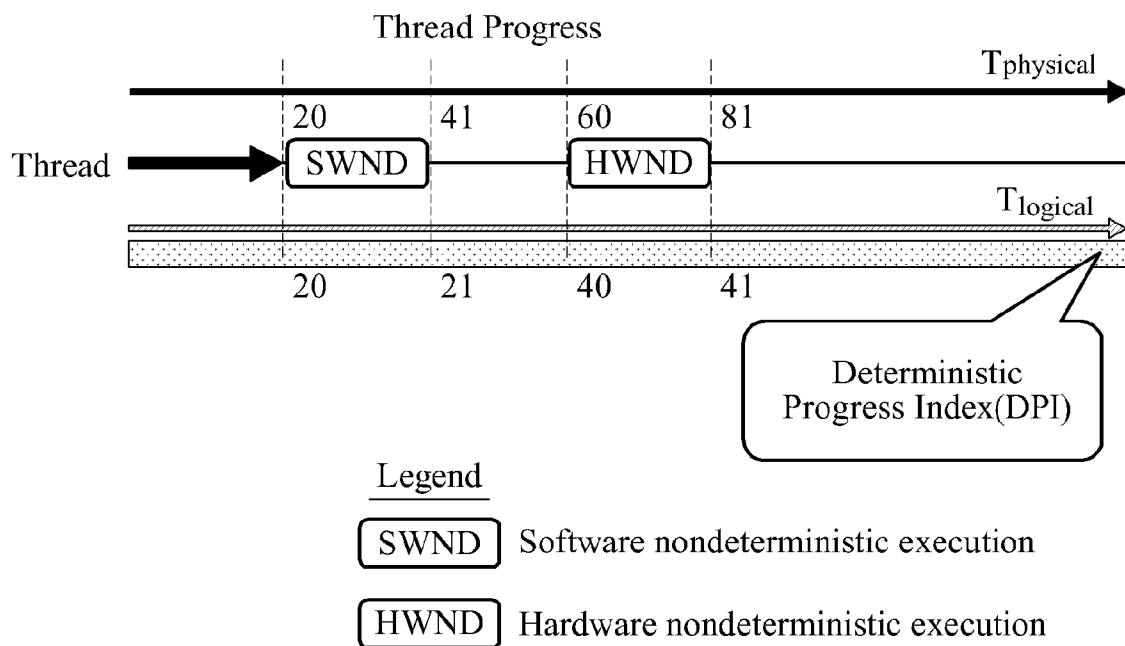 Thread Progress
Tphysical
20 41 60 81
Thread SWND HWND
Tlogical
20 21 40 41
Deterministic
Progress Index(DPI)
Legend
SWND Software nondeterministic execution
HWND Hardware nondeterministic execution